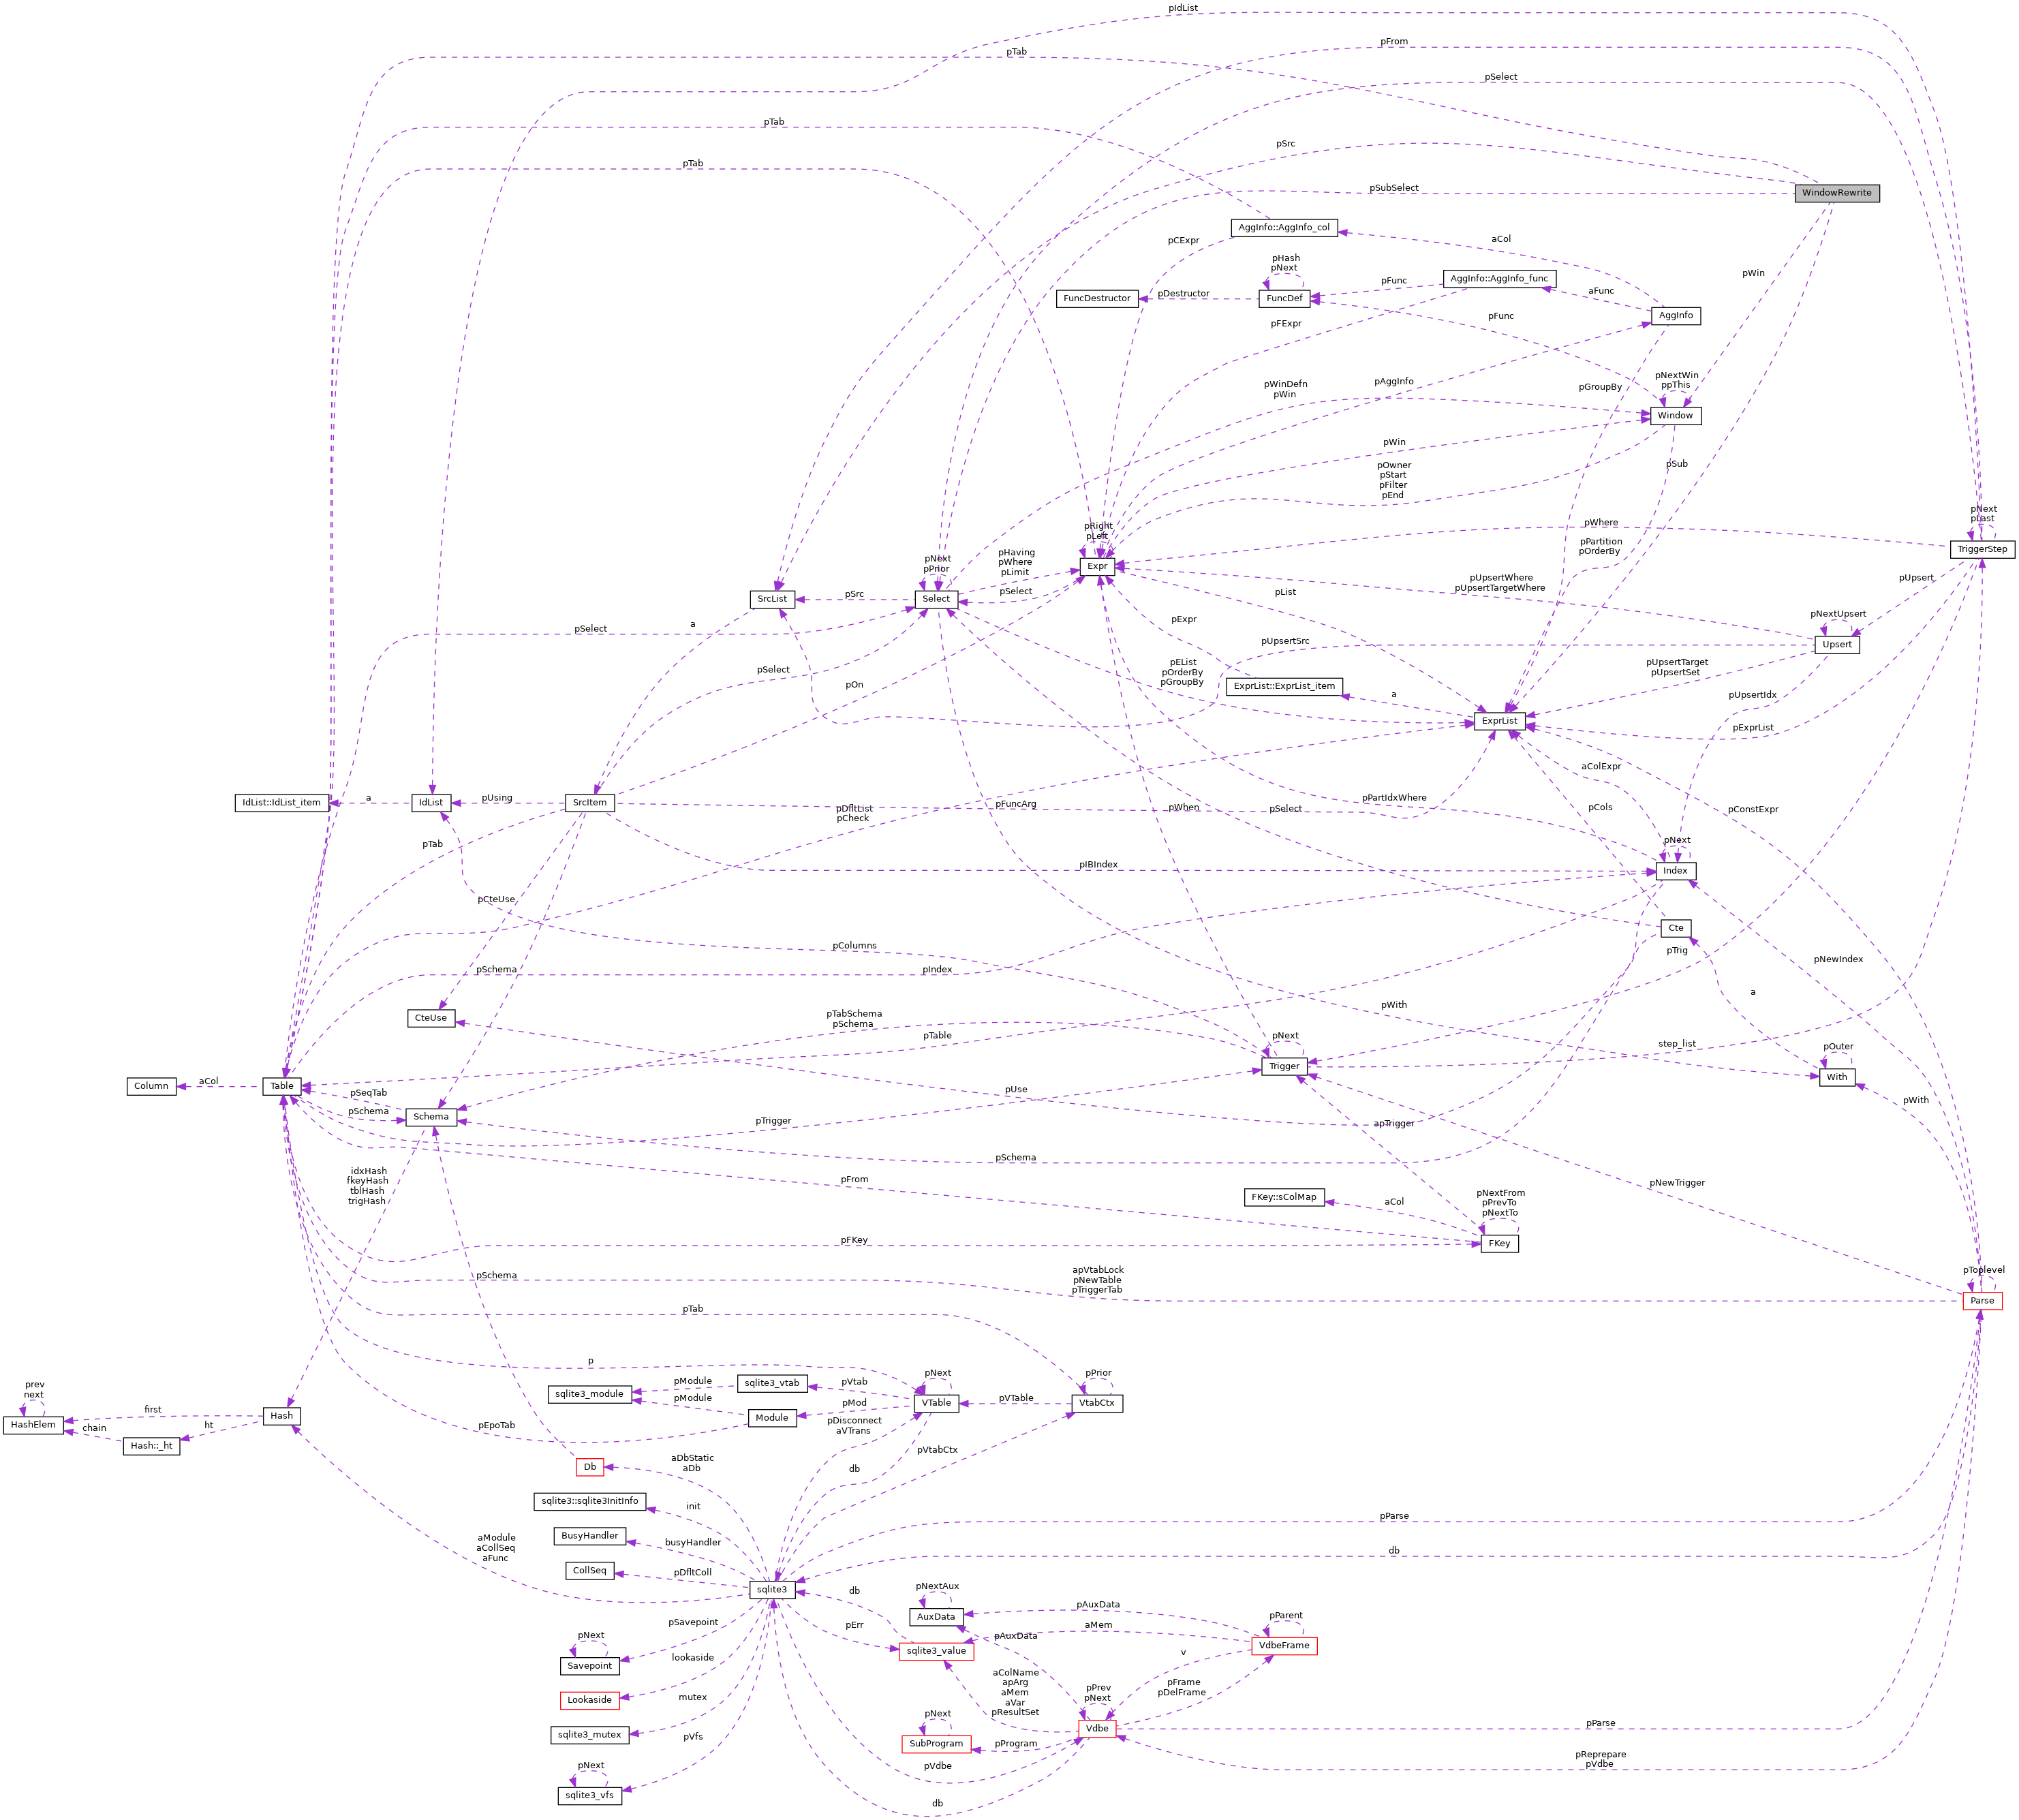 pIdList
pFrom
pTab
pSelect
pTab
pSrc
pTab
pSubSelect
WindowRewrite
AggInfo::AggInfo_col
pCExpr
aCol
pHash
pNext
pWin
AggInfo::AggInfo_func
pFunc
aFunc
FuncDestructor
pDestructor
FuncDef
AggInfo
pFExpr
pFunc
pWinDefn
pWin
pAggInfo
pGroupBy
pNextWin
ppThis
Window
pWin
pOwner
pStart
pFilter
pEnd
pSub
pNext
pLast
TriggerStep
pRight
pLeft
pWhere
pPartition
pOrderBy
pNext
pPrior
pHaving
pWhere
pLimit
Expr
pUpsertWhere
pUpsertTargetWhere
pUpsert
SrcList
pSrc
Select
pSelect
pList
pNextUpsert
Upsert
pSelect
a
pExpr
pUpsertSrc
pSelect
pOn
pEList
pOrderBy
pGroupBy
ExprList::ExprList_item
a
pUpsertTarget
pUpsertSet
pUpsertIdx
ExprList
pExprList
aColExpr
IdList::IdList_item
a
IdList
pUsing
SrcItem
pDfltList
pCheck
pFuncArg
pWhen
pSelect
pPartIdxWhere
pCols
pConstExpr
pTab
pNext
pIBIndex
Index
pCteUse
Cte
pColumns
pTrig
pNewIndex
pSchema
pIndex
a
CteUse
pTabSchema
pSchema
pWith
pTable
pNext
step_list
pOuter
Trigger
With
Column
aCol
Table
pSeqTab
pSchema
Schema
pUse
pWith
pTrigger
apTrigger
pSchema
idxHash
fkeyHash
tblHash
trigHash
pFrom
pNewTrigger
FKey::sColMap
aCol
pNextFrom
pPrevTo
pNextTo
FKey
pFKey
pSchema
apVtabLock
pNewTable
pTriggerTab
pToplevel
Parse
pTab
p
prev
next
HashElem
first
chain
Hash
ht
Hash::_ht
sqlite3_module
pModule
pModule
sqlite3_vtab
pVtab
pNext
VTable
pVTable
pPrior
VtabCtx
Module
pMod
pEpoTab
pDisconnect
aVTrans
Db
aDbStatic
aDb
db
pVtabCtx
sqlite3::sqlite3InitInfo
init
BusyHandler
busyHandler
pParse
aModule
aCollSeq
aFunc
CollSeq
pDfltColl
db
sqlite3
db
pNextAux
AuxData
pAuxData
pSavepoint
pErr
pAuxData
aMem
pParent
VdbeFrame
pNext
Savepoint
sqlite3_value
v
lookaside
aColName
apArg
aMem
aVar
pResultSet
pFrame
pDelFrame
Lookaside
mutex
pPrev
pNext
Vdbe
pNext
sqlite3_mutex
pVfs
SubProgram
pProgram
pParse
pNext
pVdbe
pReprepare
pVdbe
sqlite3_vfs
db